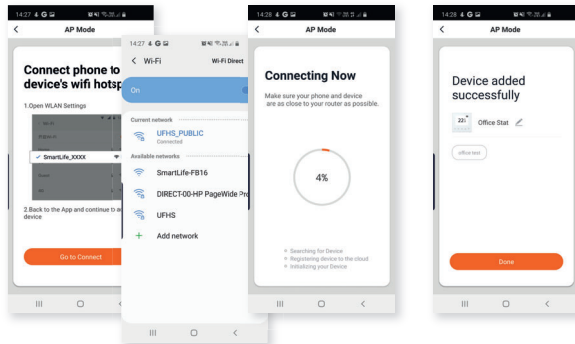 14:27
AP Mode
Connect phone to
device's wifi hotsp
1.Open WLAN Settings
SmartLife_XXXX
2.Back to the App and continue to
device
Go to Connect
14:27
Wi-Fi
Wi-Fi Direct
On
Current network
UFHS_PUBLIC
Connected
Available networks
SmartLife-FB16
DIRECT-00-HP PageWide Pro
UFHS
Add network
14:28
AP Mode
Connecting Now
Make sure your phone and device
are as close to your router as possible.
4%
Searching for Device
Registering device to the cloud
Initializing your Device
14:28
AP Mode
Device added
successfully
Office Stat
office test
Done